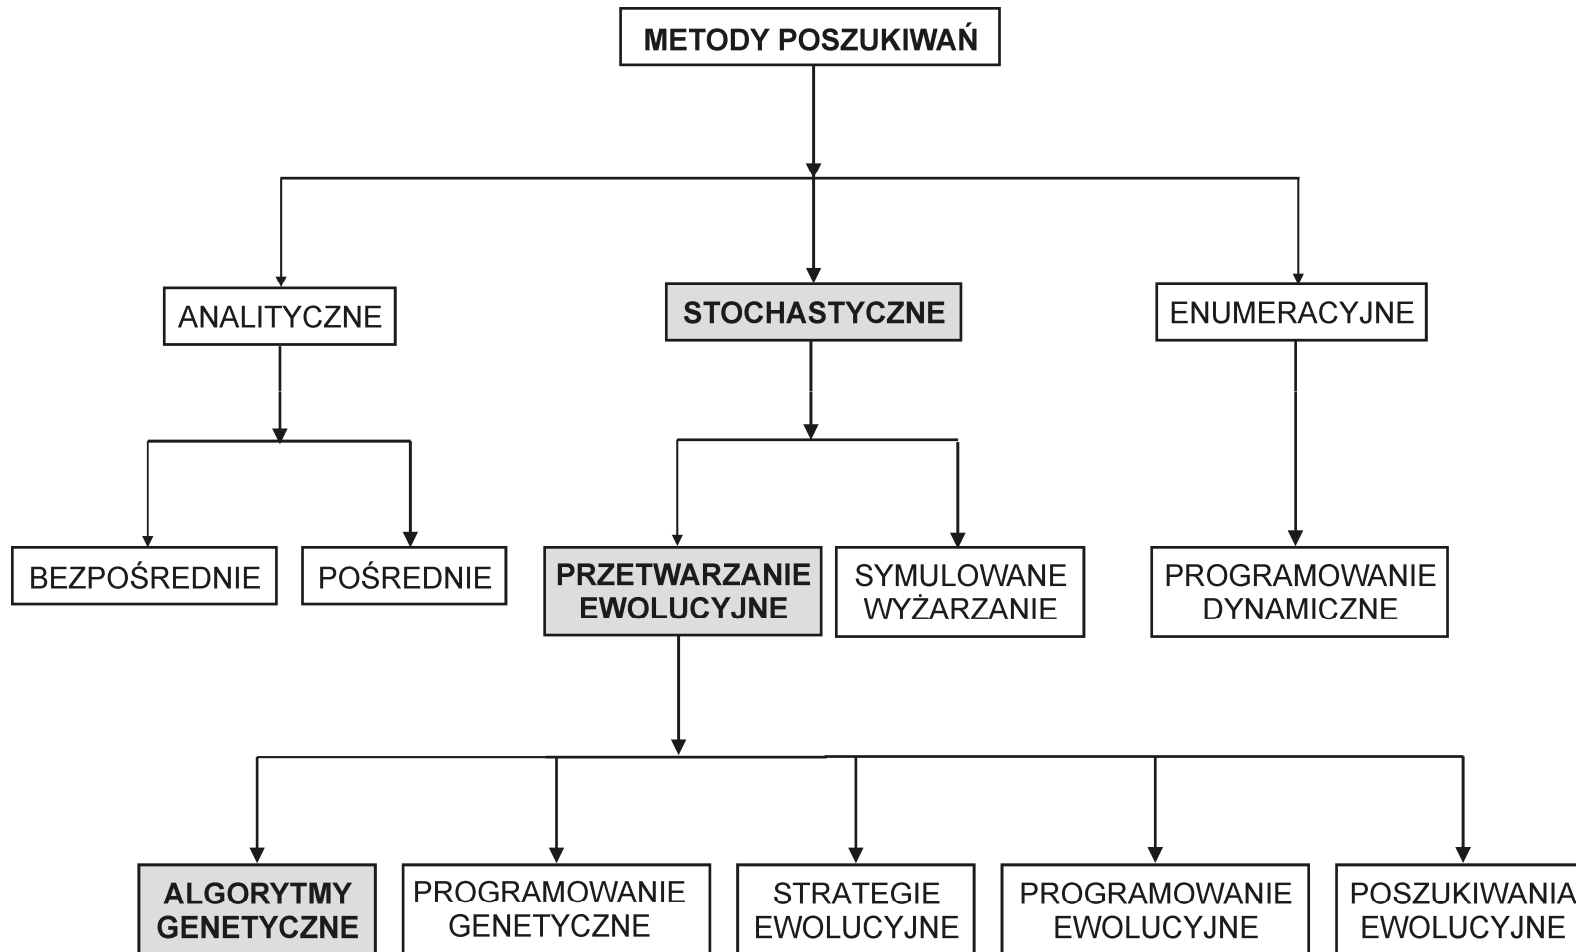 METODY POSZUKIWAŃ
ANALITYCZNE
STOCHASTYCZNE
ENUMERACYJNE
BEZPOŚREDNIE
POŚREDNIE
PRZETWARZANIE
EWOLUCYJNE
SYMULOWANE
WYŻARZANIE
PROGRAMOWANIE
DYNAMICZNE
ALGORYTMY
GENETYCZNE
PROGRAMOWANIE
GENETYCZNE
STRATEGIE
EWOLUCYJNE
PROGRAMOWANIE
EWOLUCYJNE
POSZUKIWANIA
EWOLUCYJNE